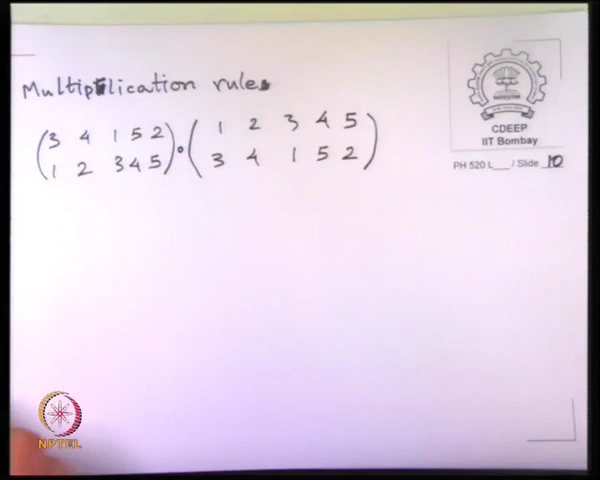 Multiplication rules
(3 4 1 5 2) ∘ (1 2 3 4 5)
(1 2 3 4 5) (3 4 1 5 2)
CDEEP
IIT Bombay
PH 520 L___ / Slide 10
NPTEL